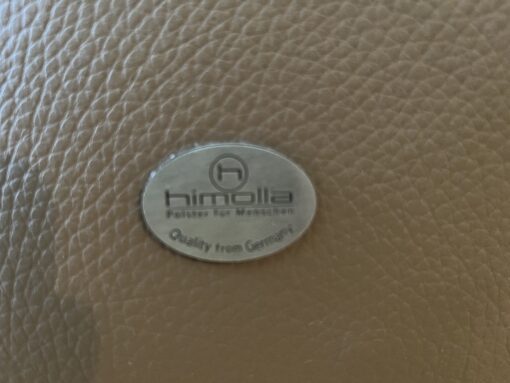 h
himolla
Polster für Menschen
Quality from Germany